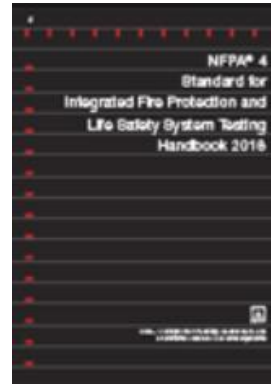 NFPA® 4
Standard for
Integrated Fire Protection and
Life Safety System Testing
Handbook 2018